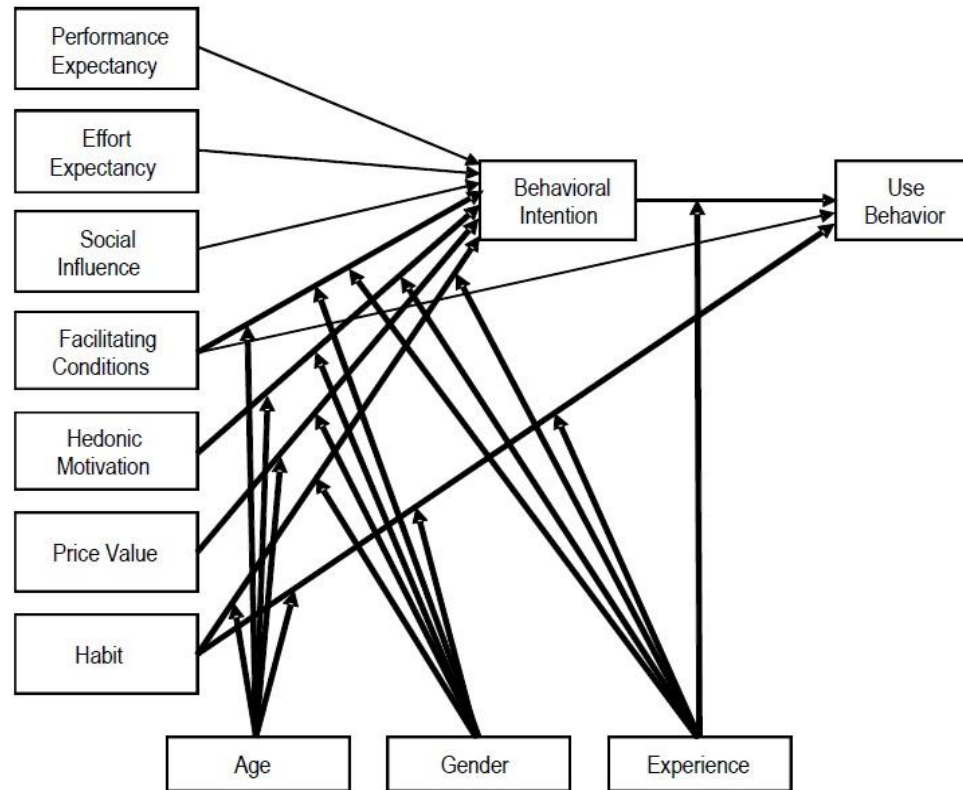 Performance
Expectancy
Effort
Expectancy
Social
Influence
Facilitating
Conditions
Hedonic
Motivation
Price Value
Habit
Behavioral
Intention
Use
Behavior
Age
Gender
Experience